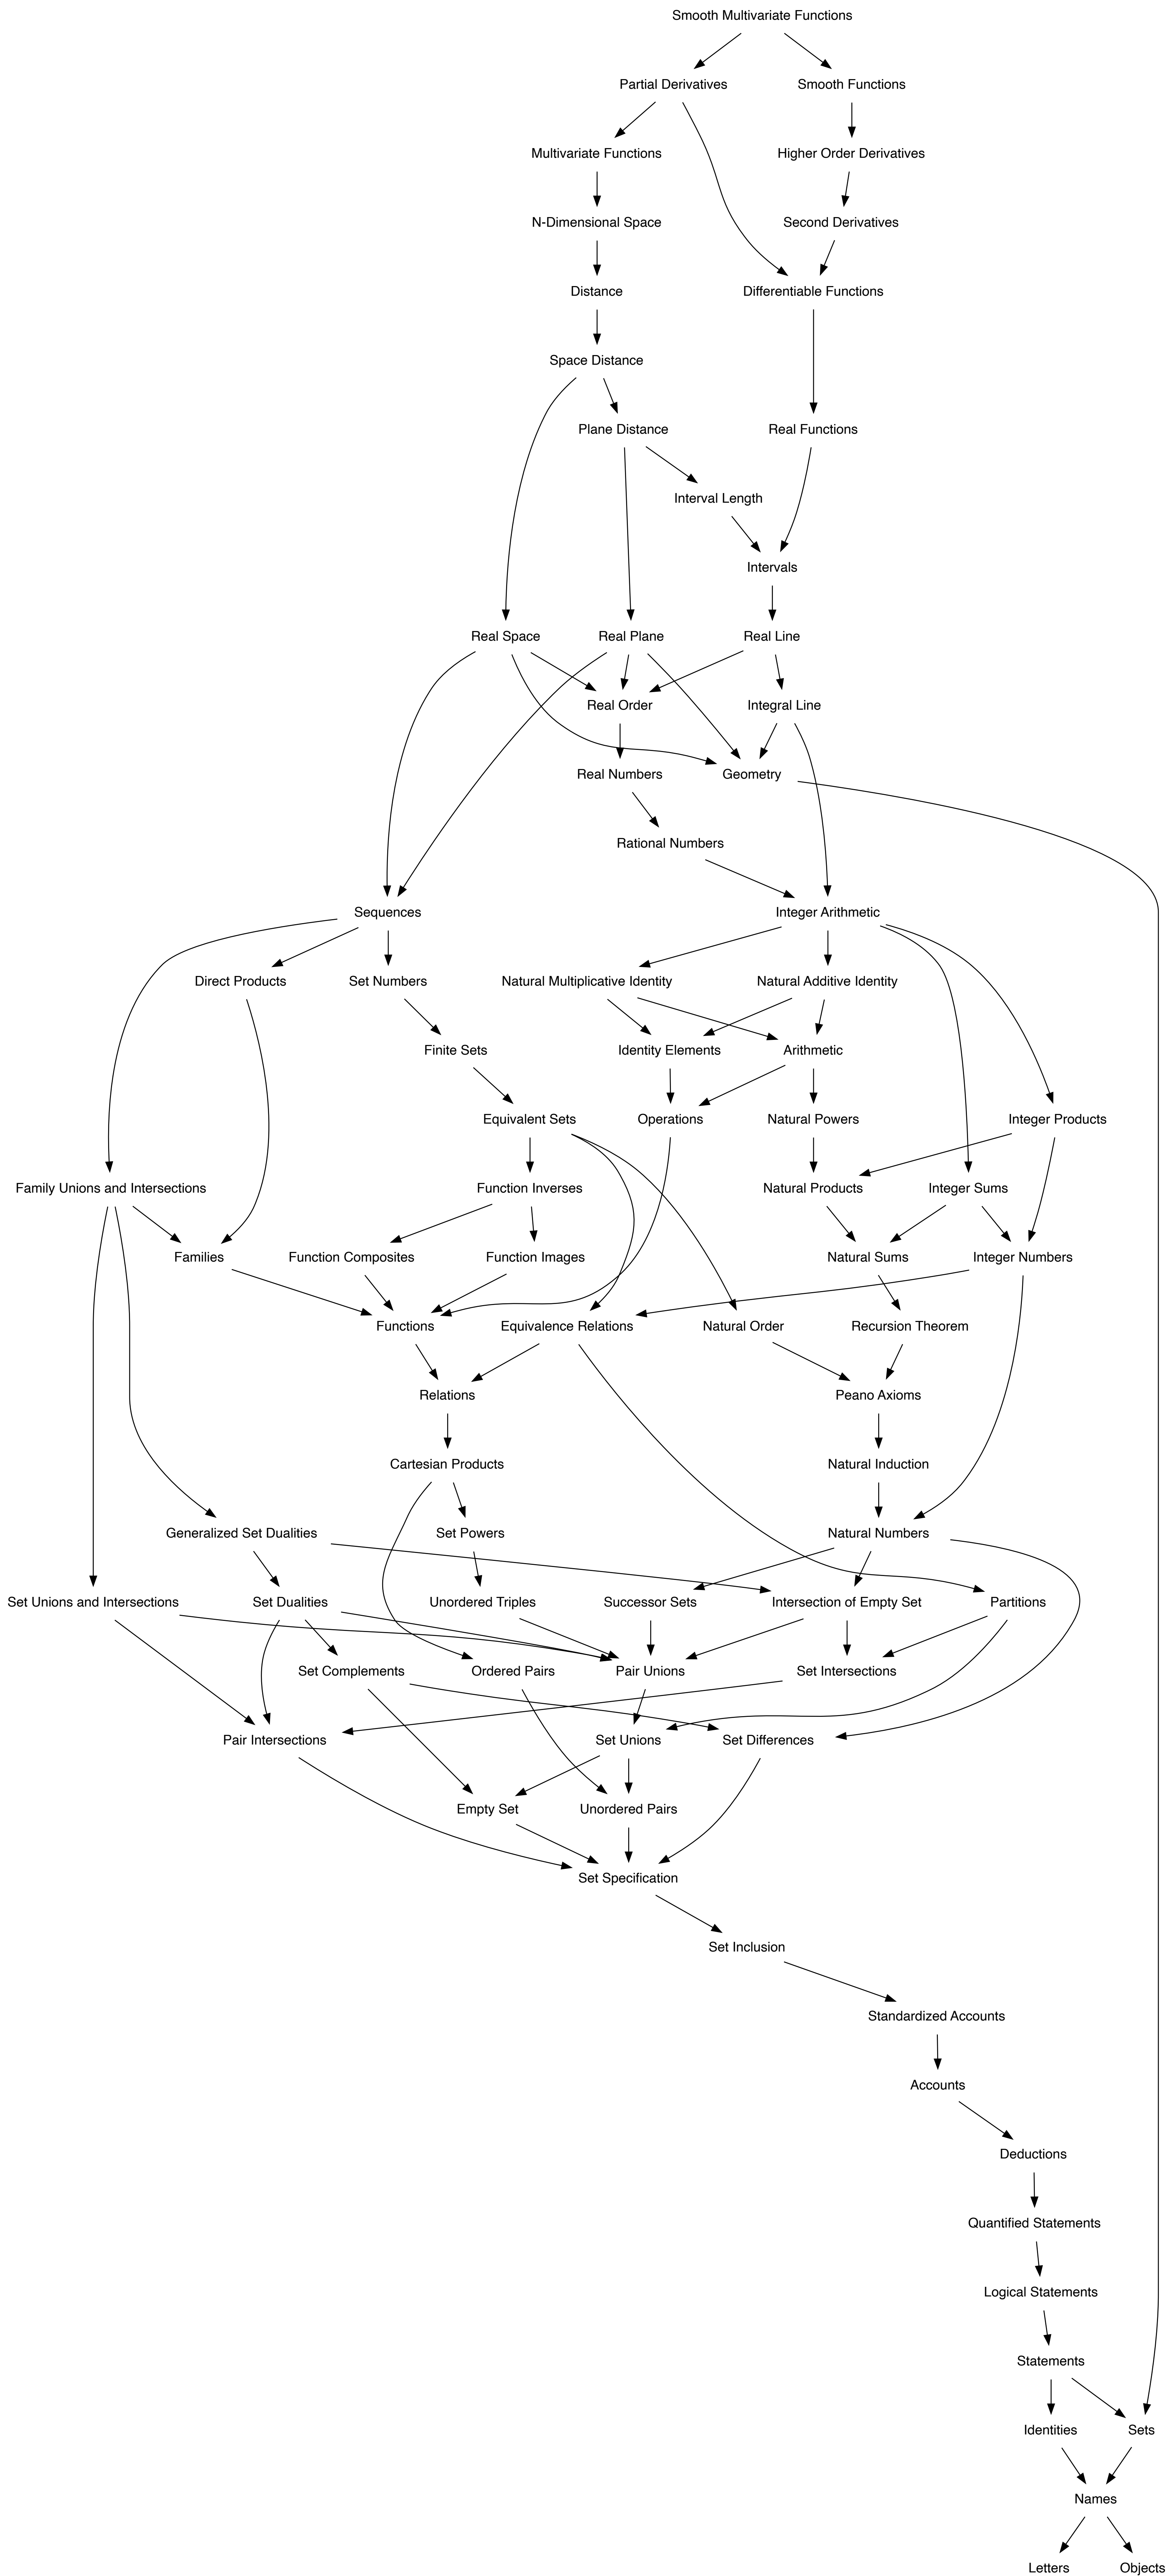 Smooth Multivariate Functions
Partial Derivatives
Smooth Functions
Multivariate Functions
Higher Order Derivatives
N-Dimensional Space
Second Derivatives
Distance
Differentiable Functions
Space Distance
Plane Distance
Real Functions
Interval Length
Intervals
Real Space
Real Plane
Real Line
Real Order
Integral Line
Real Numbers
Geometry
Rational Numbers
Sequences
Integer Arithmetic
Direct Products
Set Numbers
Natural Multiplicative Identity
Natural Additive Identity
Finite Sets
Identity Elements
Arithmetic
Equivalent Sets
Operations
Natural Powers
Integer Products
Family Unions and Intersections
Function Inverses
Natural Products
Integer Sums
Families
Function Composites
Function Images
Natural Sums
Integer Numbers
Functions
Equivalence Relations
Natural Order
Recursion Theorem
Relations
Peano Axioms
Cartesian Products
Natural Induction
Generalized Set Dualities
Set Powers
Natural Numbers
Set Unions and Intersections
Set Dualities
Unordered Triples
Successor Sets
Intersection of Empty Set
Partitions
Set Complements
Ordered Pairs
Pair Unions
Set Intersections
Pair Intersections
Set Unions
Set Differences
Empty Set
Unordered Pairs
Set Specification
Set Inclusion
Standardized Accounts
Accounts
Deductions
Quantified Statements
Logical Statements
Statements
Identities
Sets
Names
Letters
Objects